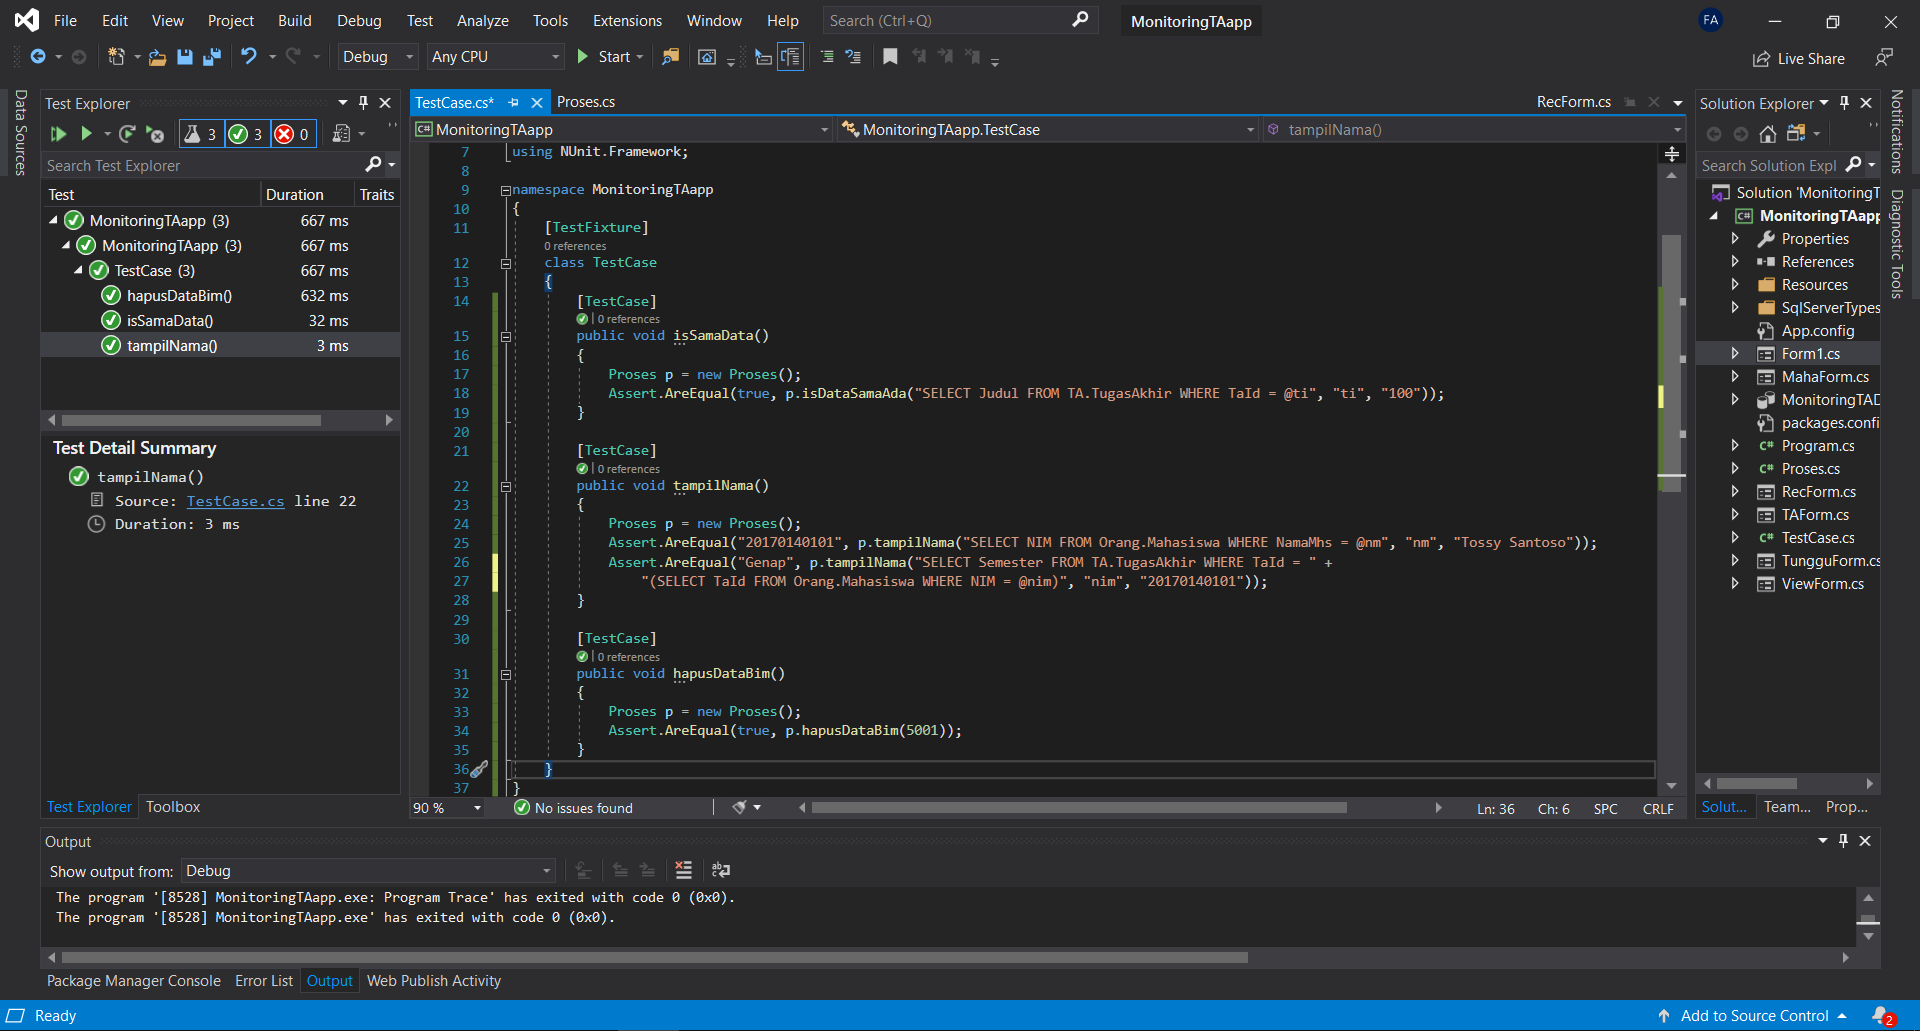 File Edit View Project Build Debug Test Analyze Tools Extensions Window Help Search (Ctrl+Q) MonitoringTAapp FA
Debug Any CPU Start Live Share
Data Sources
Test Explorer
3 3 0
Search Test Explorer
Test Duration Traits
MonitoringTAapp (3) 667 ms
MonitoringTAapp (3) 667 ms
TestCase (3) 667 ms
hapusDataBim() 632 ms
isSamaData() 32 ms
tampilNama() 3 ms
Test Detail Summary
tampilNama()
Source: TestCase.cs line 22
Duration: 3 ms
Test Explorer Toolbox
TestCase.cs* Proses.cs RecForm.cs
C# MonitoringTAapp MonitoringTAapp.TestCase tampilNama()
7 using NUnit.Framework;
8
9 namespace MonitoringTAapp
10 {
11 [TestFixture]
0 references
12 class TestCase
13 {
14 [TestCase]
0 references
15 public void isSamaData()
16 {
17 Proses p = new Proses();
18 Assert.AreEqual(true, p.isDataSamaAda("SELECT Judul FROM TA.TugasAkhir WHERE TaId = @ti", "ti", "100"));
19 }
20
21 [TestCase]
0 references
22 public void tampilNama()
23 {
24 Proses p = new Proses();
25 Assert.AreEqual("20170140101", p.tampilNama("SELECT NIM FROM Orang.Mahasiswa WHERE NamaMhs = @nm", "nm", "Tossy Santoso"));
26 Assert.AreEqual("Genap", p.tampilNama("SELECT Semester FROM TA.TugasAkhir WHERE TaId = " +
27 "(SELECT TaId FROM Orang.Mahasiswa WHERE NIM = @nim)", "nim", "20170140101"));
28 }
29
30 [TestCase]
0 references
31 public void hapusDataBim()
32 {
33 Proses p = new Proses();
34 Assert.AreEqual(true, p.hapusDataBim(5001));
35 }
36 }
37 }
90 % No issues found Ln: 36 Ch: 6 SPC CRLF
Solution Explorer
Search Solution Expl
Solution 'MonitoringT
C# MonitoringTAapp
Properties
References
Resources
SqlServerTypes
App.config
Form1.cs
MahaForm.cs
MonitoringTAD
packages.confi
C# Program.cs
C# Proses.cs
RecForm.cs
TAForm.cs
C# TestCase.cs
TungguForm.cs
ViewForm.cs
Solut... Team... Prop...
Notifications
Diagnostic Tools
Output
Show output from: Debug
The program '[8528] MonitoringTAapp.exe: Program Trace' has exited with code 0 (0x0).
The program '[8528] MonitoringTAapp.exe' has exited with code 0 (0x0).
Package Manager Console Error List Output Web Publish Activity
Ready Add to Source Control 2